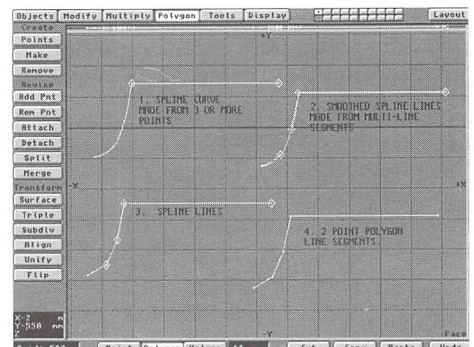 Objects Modify Multiply Polygon Tools Display Layout
Create
Points
Make
Remove
Revise
Add Pnt
Rem Pnt
Attach
Detach
Split
Merge
Transform
Surface
Triple
Subdiv
Align
Unify
Flip
+Y
-X
+X
-Y
1. SPLINE CURVE
MADE FROM 3 OR MORE
POINTS
2. SMOOTHED SPLINE LINES
MADE FROM MULTI-LINE
SEGMENTS
3. SPLINE LINES
4. 2 POINT POLYGON
LINE SEGMENTS.
X-Z m
Y-550 mm
Z
Face